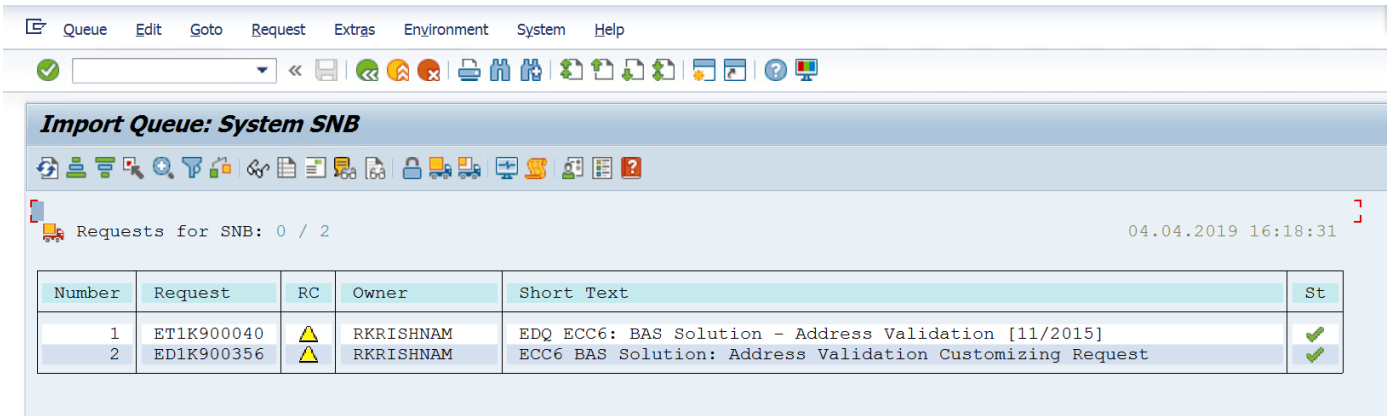 Queue Edit Goto Request Extras Environment System Help
Import Queue: System SNB
Requests for SNB: 0 / 2 04.04.2019 16:18:31
Number Request RC Owner Short Text St
1 ET1K900040 RKRISHNAM EDQ ECC6: BAS Solution - Address Validation [11/2015]
2 ED1K900356 RKRISHNAM ECC6 BAS Solution: Address Validation Customizing Request